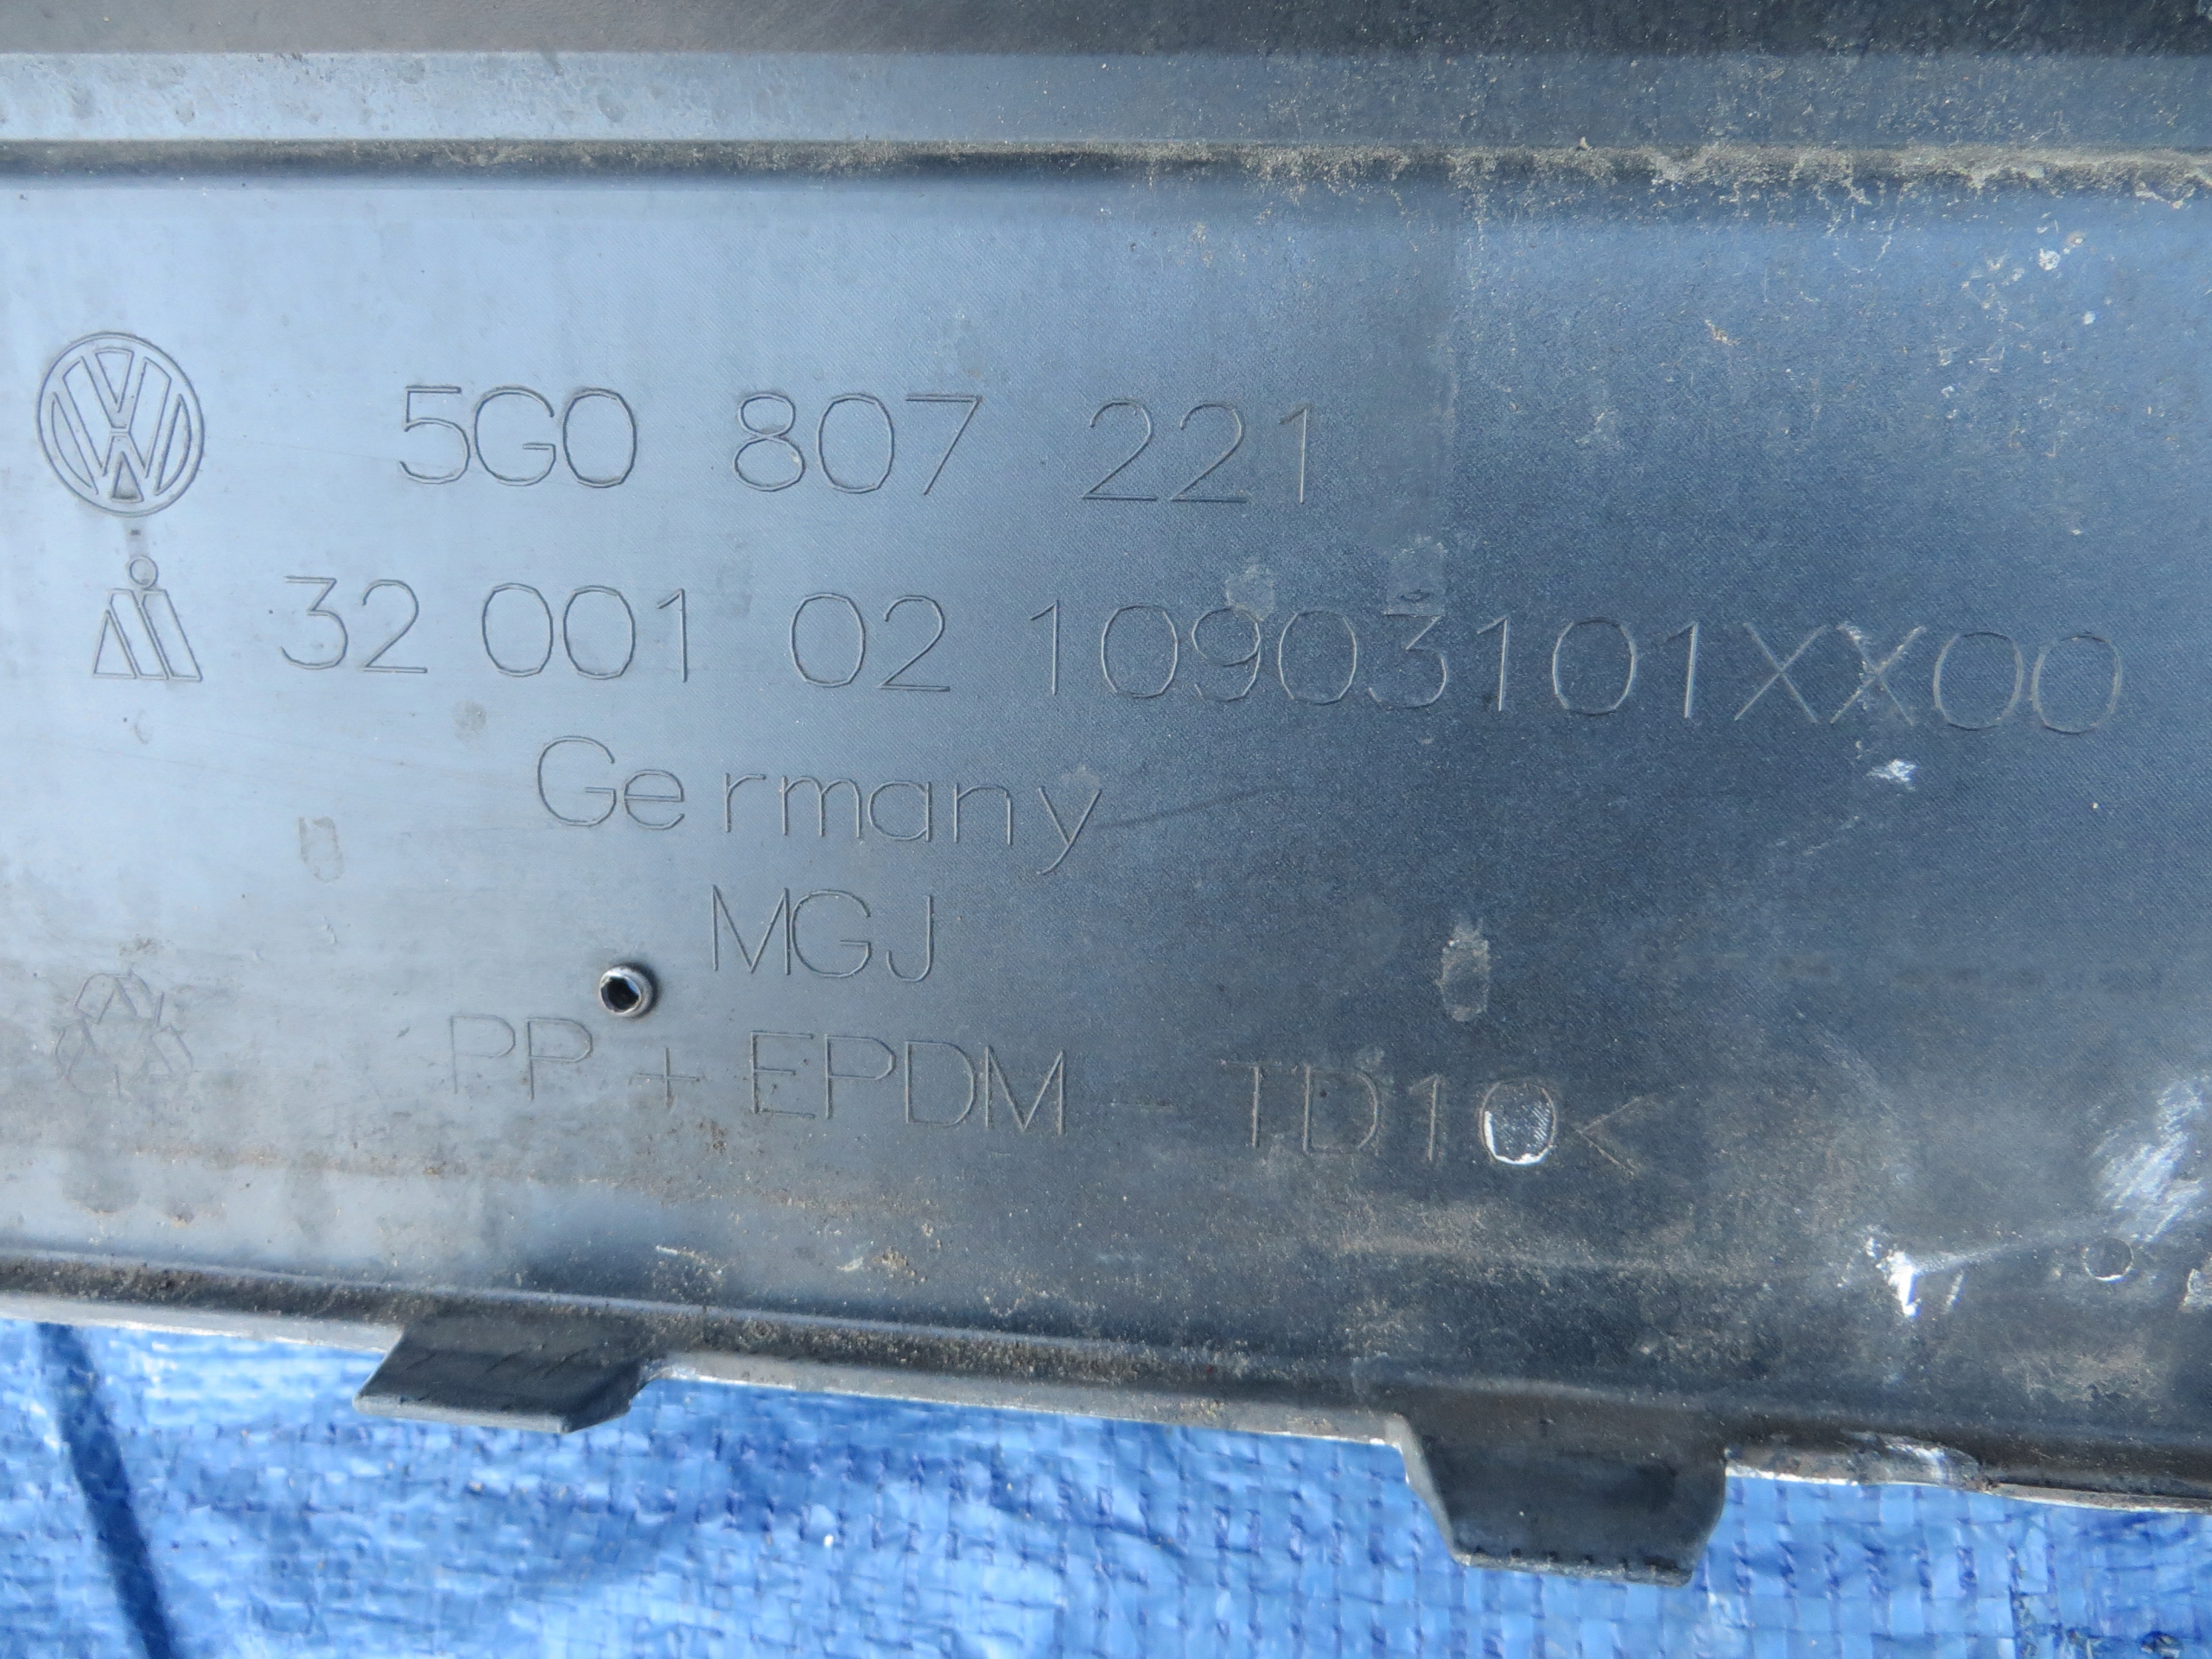 5G0 807 221
32 001 02 10903101XX00
Germany
MGJ
PP + EPDM - TD10<